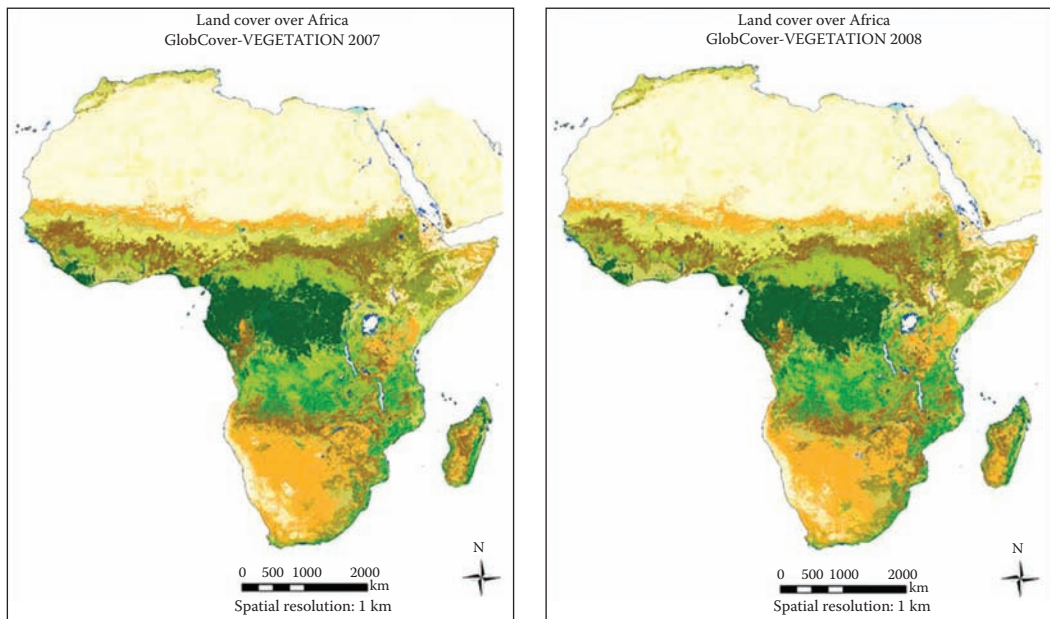 Land cover over Africa
GlobCover-VEGETATION 2007
N
0 500 1000 2000
km
Spatial resolution: 1 km
Land cover over Africa
GlobCover-VEGETATION 2008
N
0 500 1000 2000
km
Spatial resolution: 1 km